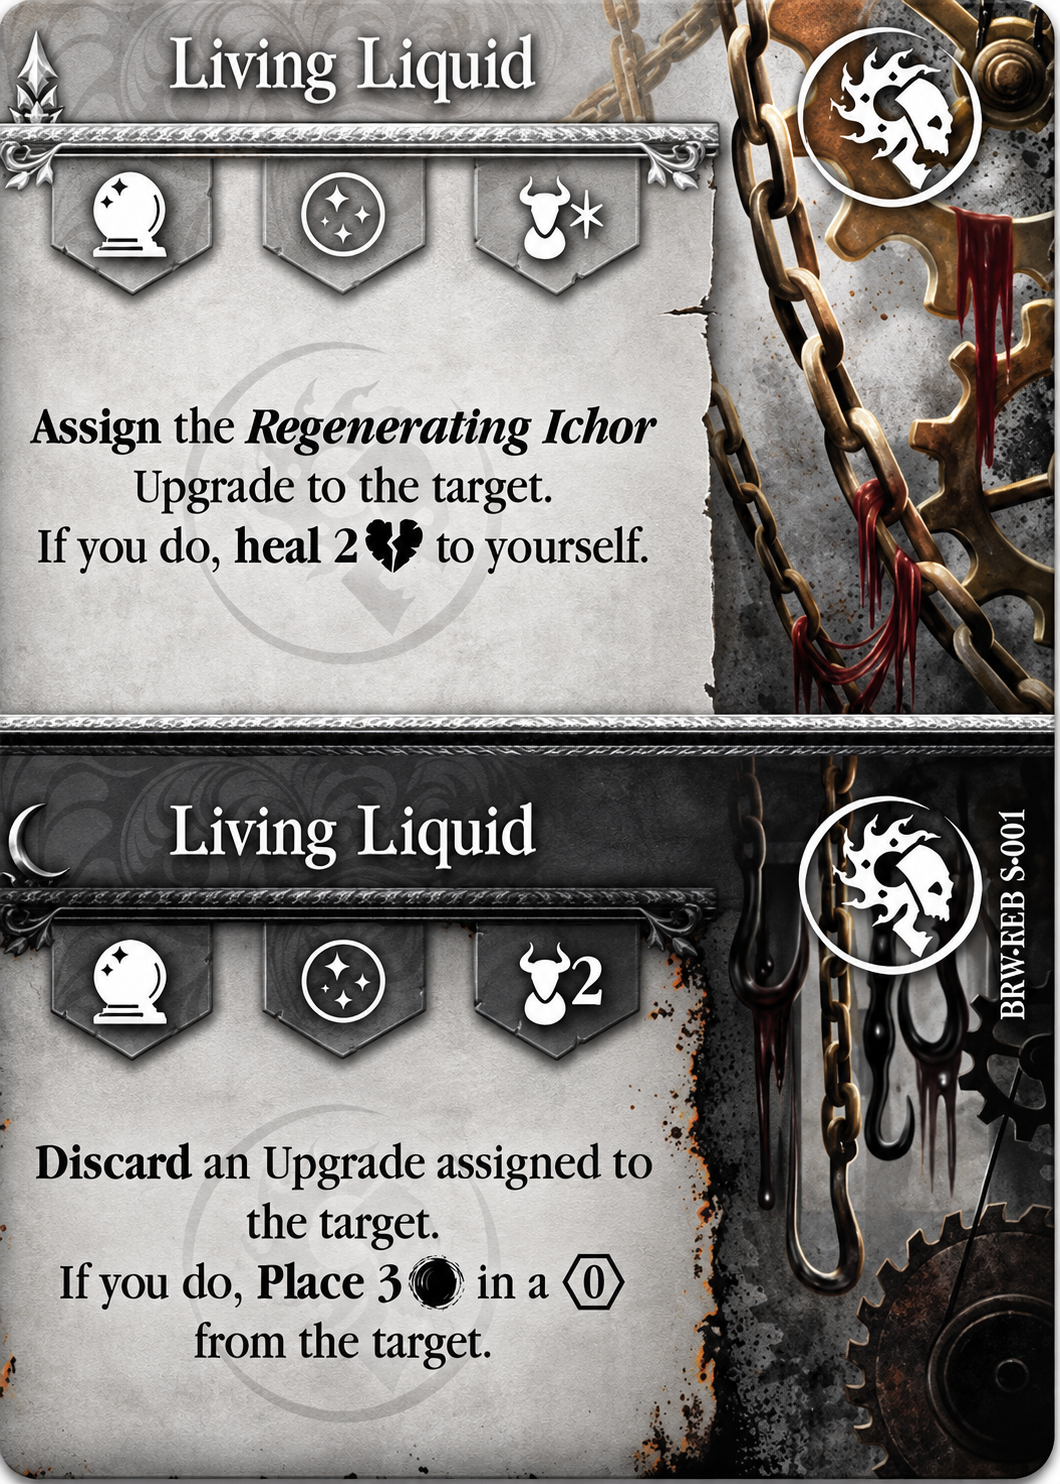 Living Liquid
Assign the Regenerating Ichor
Upgrade to the target.
If you do, heal 2 to yourself.
Living Liquid
BRW•REB S•001
2
Discard an Upgrade assigned to
the target.
If you do, Place 3 in a 0
from the target.